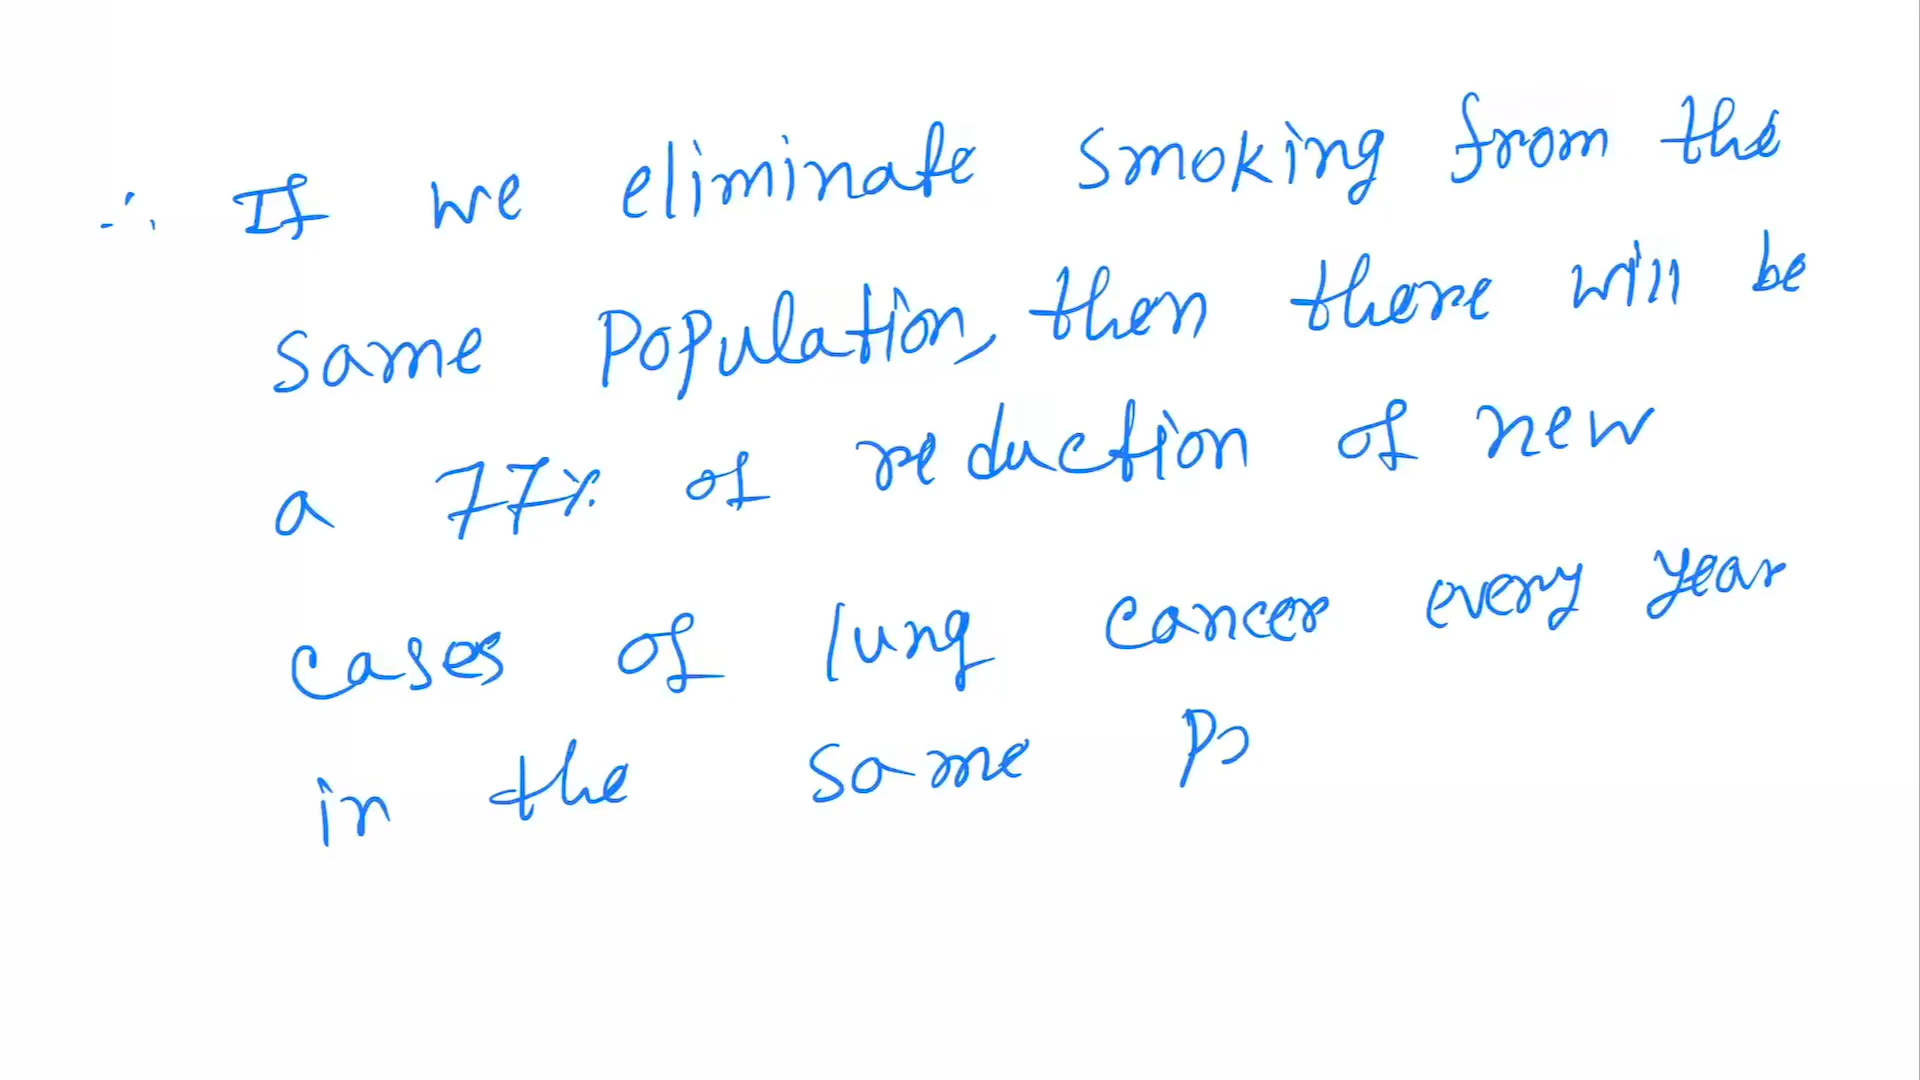 ∴ If we eliminate smoking from the
same population, then there will be
a 77% of reduction of new
cases of lung cancer every year
in the same Po